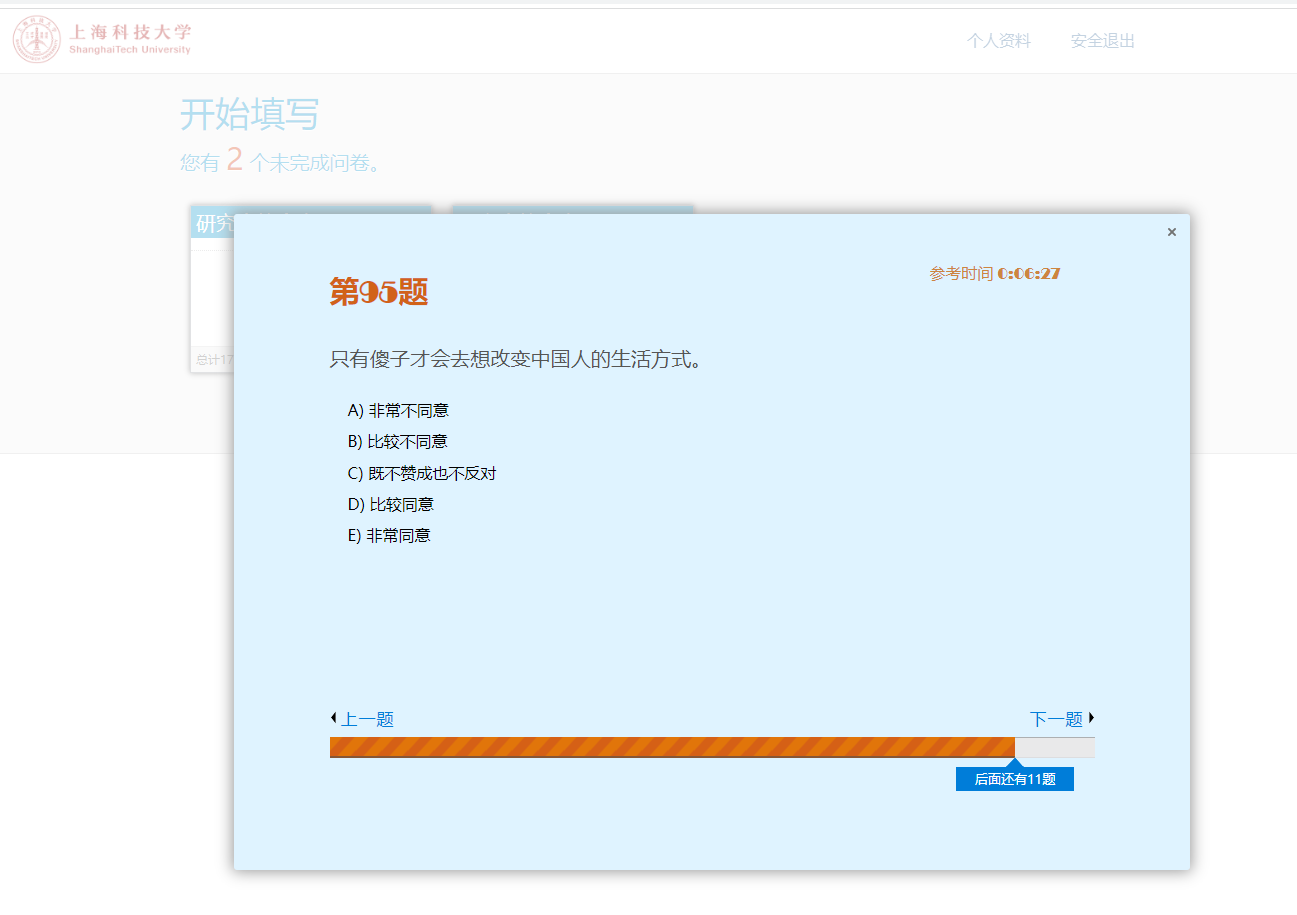 上海科技大学
ShanghaiTech University
个人资料
安全退出
开始填写
您有 2 个未完成问卷。
研究
总计17
×
参考时间 0:06:27
第95题
只有傻子才会去想改变中国人的生活方式。
A) 非常不同意
B) 比较不同意
C) 既不赞成也不反对
D) 比较同意
E) 非常同意
上一题
下一题
后面还有11题